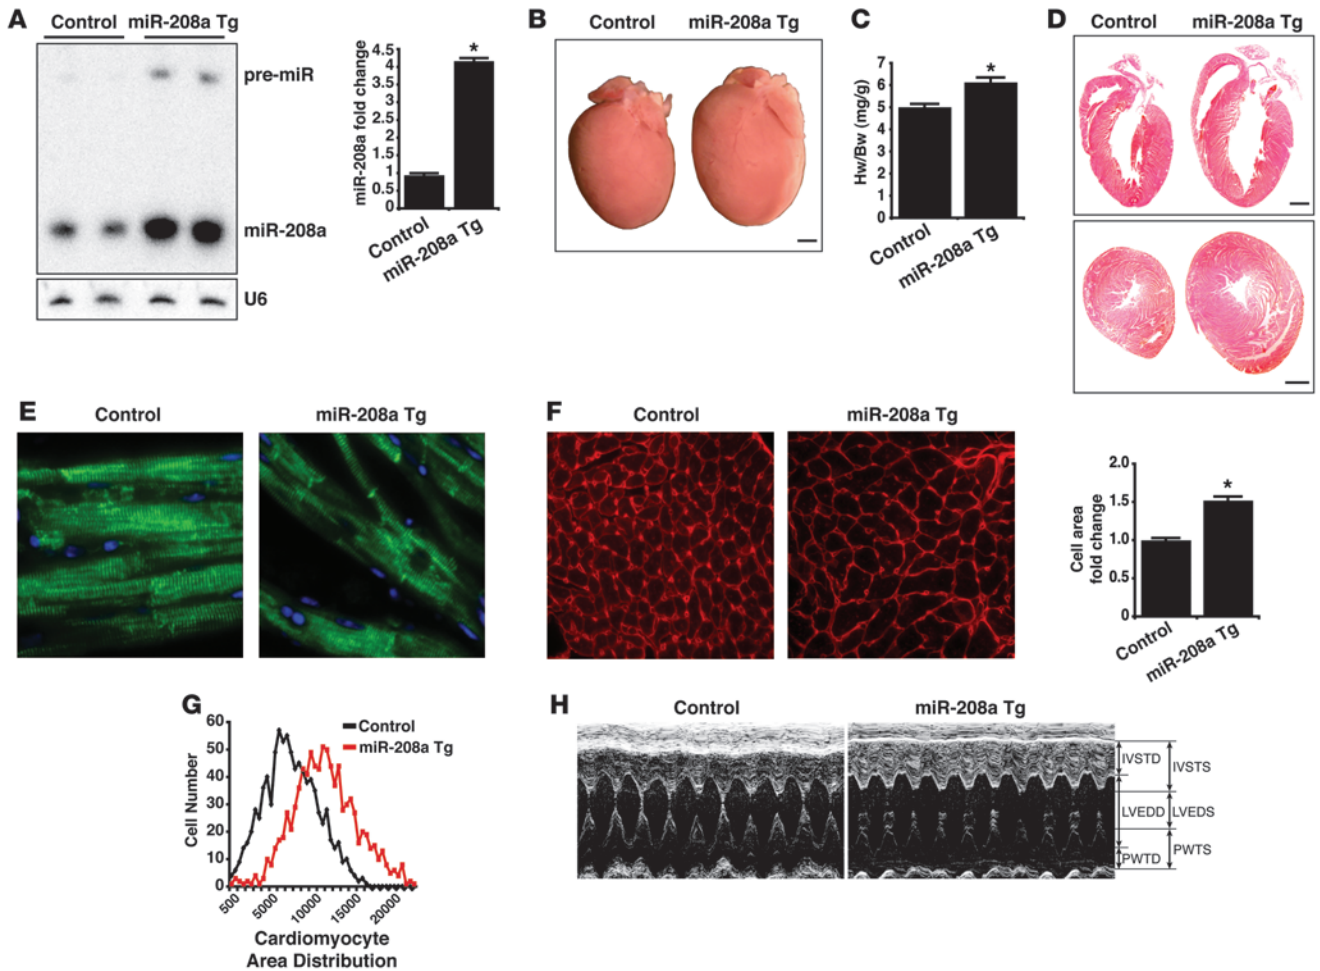 A
Control miR-208a Tg
pre-miR
miR-208a
U6
miR-208a fold change
4.5
4
3.5
3
2.5
2
1.5
1
0.5
0
*
Control
miR-208a Tg
B
Control miR-208a Tg
C
Hw/Bw (mg/g)
7
6
5
4
3
2
1
0
*
Control
miR-208a Tg
D
Control miR-208a Tg
E
Control miR-208a Tg
F
Control miR-208a Tg
Cell area
fold change
2.0
1.5
1.0
0.5
0
*
Control
miR-208a Tg
G
Cell Number
60
50
40
30
20
10
0
Control
miR-208a Tg
500 5000 10000 15000 20000
Cardiomyocyte
Area Distribution
H
Control miR-208a Tg
IVSTD IVSTS
LVEDD LVEDS
PWTD PWTS